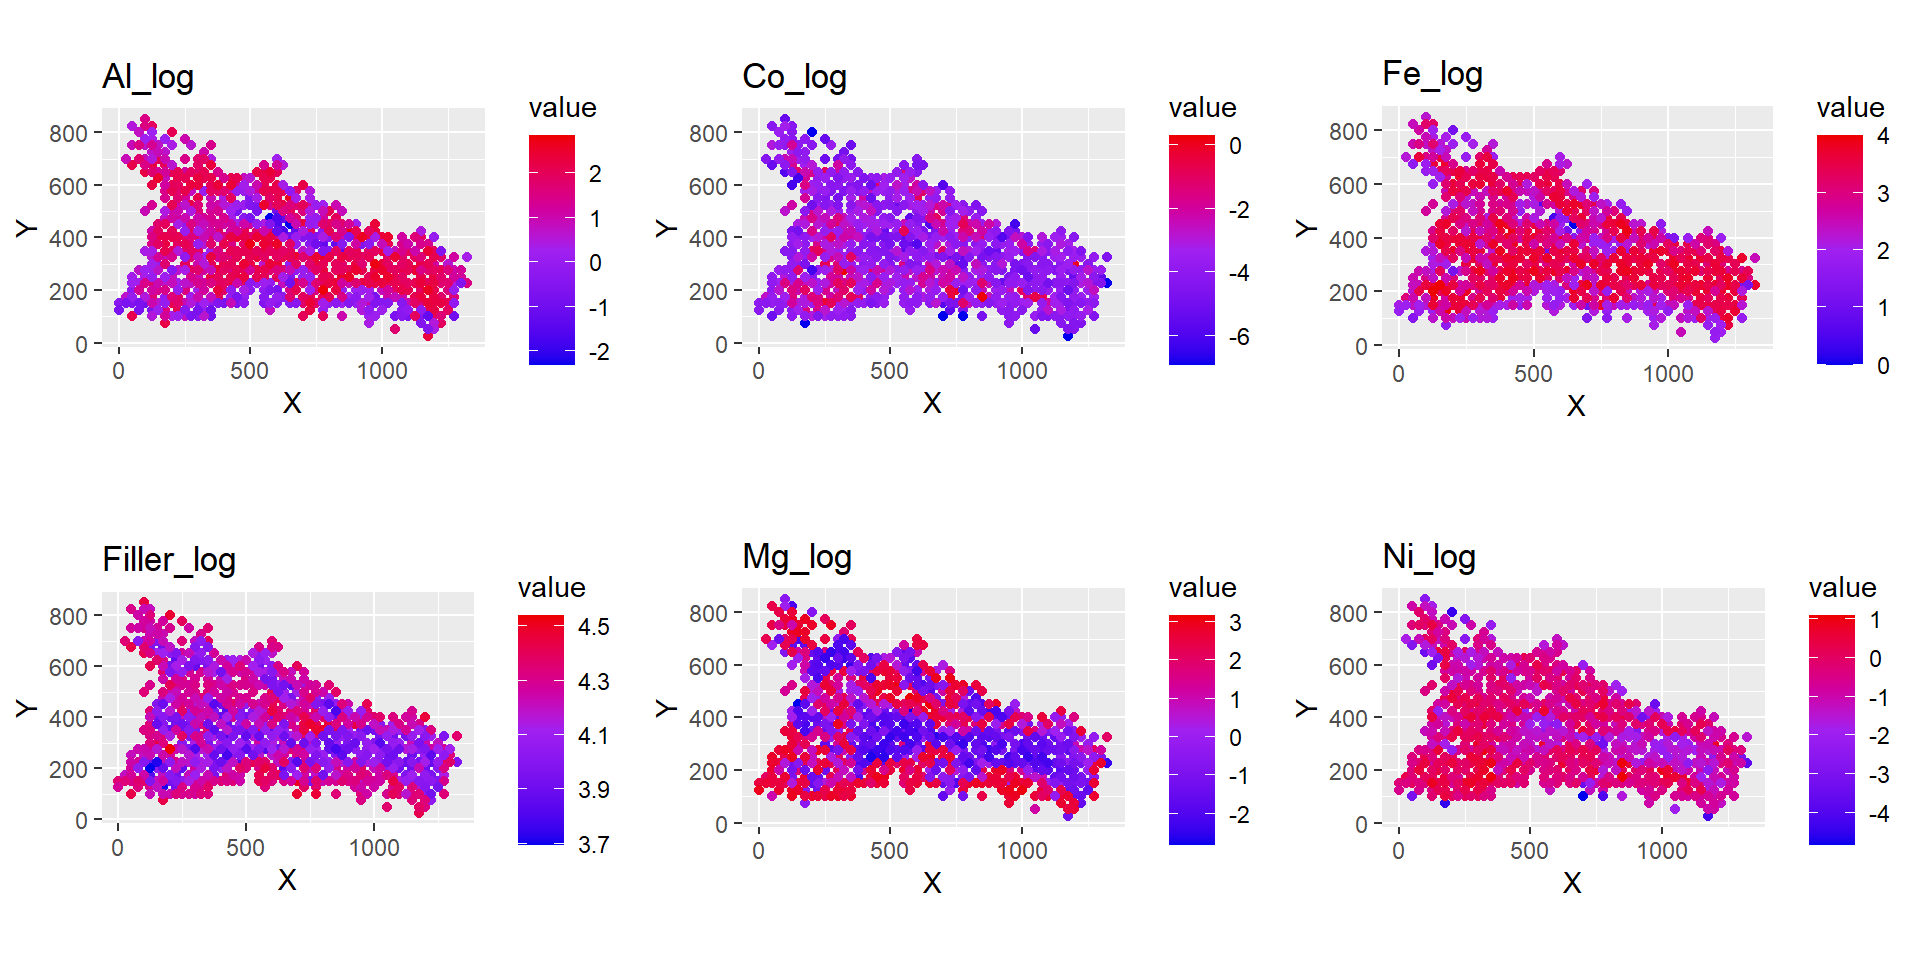 Al_log
value
2
1
0
-1
-2
800
600
400
200
0
Y
0 500 1000
X
Co_log
value
0
-2
-4
-6
800
600
400
200
0
Y
0 500 1000
X
Fe_log
value
4
3
2
1
0
800
600
400
200
0
Y
0 500 1000
X
Filler_log
value
4.5
4.3
4.1
3.9
3.7
800
600
400
200
0
Y
0 500 1000
X
Mg_log
value
3
2
1
0
-1
-2
800
600
400
200
0
Y
0 500 1000
X
Ni_log
value
1
0
-1
-2
-3
-4
800
600
400
200
0
Y
0 500 1000
X